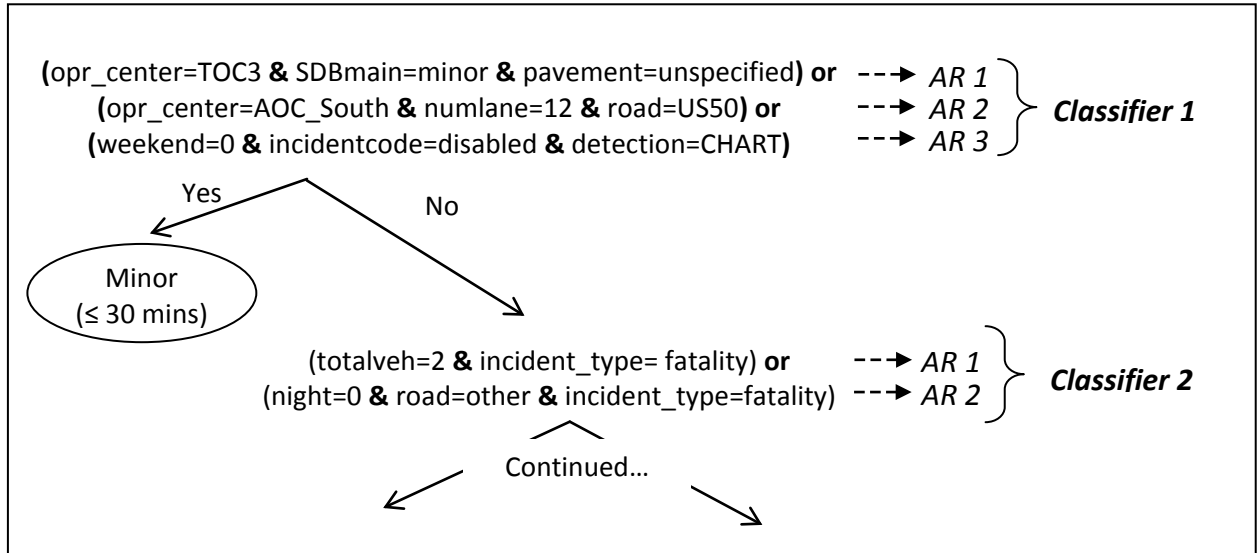 (opr_center=TOC3 & SDBmain=minor & pavement=unspecified) or AR 1
(opr_center=AOC_South & numlane=12 & road=US50) or AR 2 Classifier 1
(weekend=0 & incidentcode=disabled & detection=CHART) AR 3
Yes
No
Minor
(≤ 30 mins)
(totalveh=2 & incident_type= fatality) or AR 1
(night=0 & road=other & incident_type=fatality) AR 2
Classifier 2
Continued...